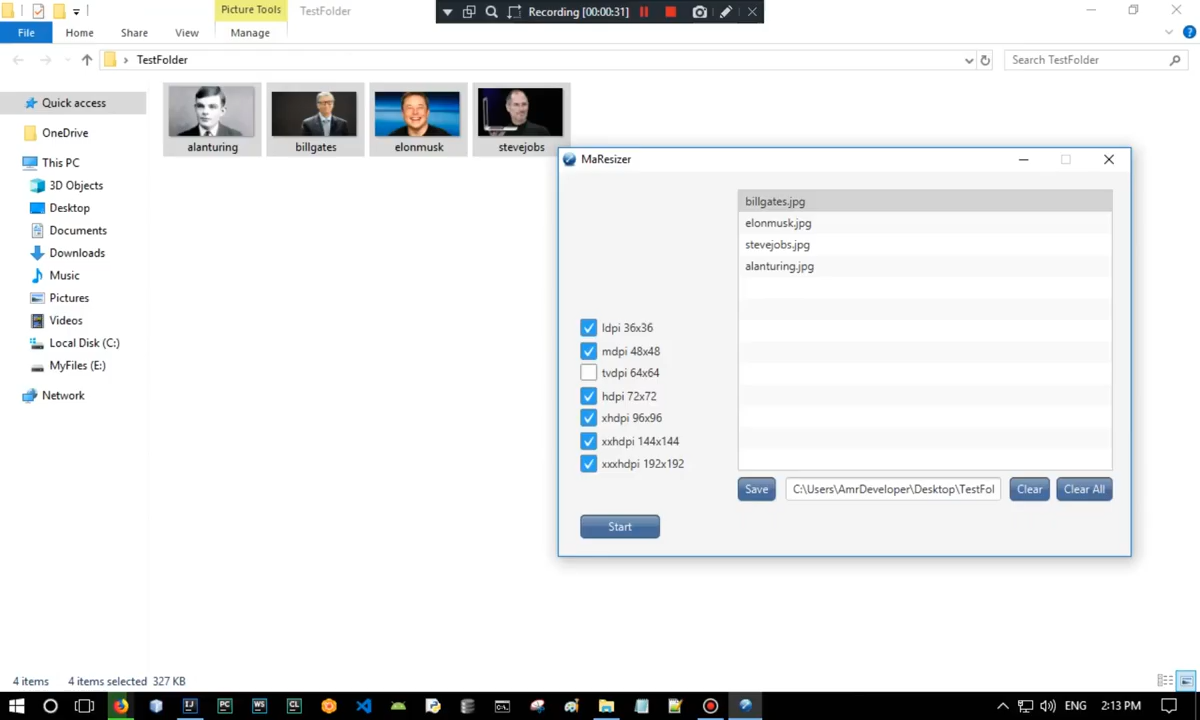 Picture Tools
TestFolder
Recording [00:00:31]
File
Home
Share
View
Manage
TestFolder
Search TestFolder
Quick access
OneDrive
This PC
3D Objects
Desktop
Documents
Downloads
Music
Pictures
Videos
Local Disk (C:)
MyFiles (E:)
Network
alanturing
billgates
elonmusk
stevejobs
MaResizer
billgates.jpg
elonmusk.jpg
stevejobs.jpg
alanturing.jpg
ldpi 36x36
mdpi 48x48
tvdpi 64x64
hdpi 72x72
xhdpi 96x96
xxhdpi 144x144
xxxhdpi 192x192
Save
C:\Users\AmrDeveloper\Desktop\TestFol
Clear
Clear All
Start
4 items
4 items selected 327 KB
IJ
PC
WS
CL
ENG
2:13 PM